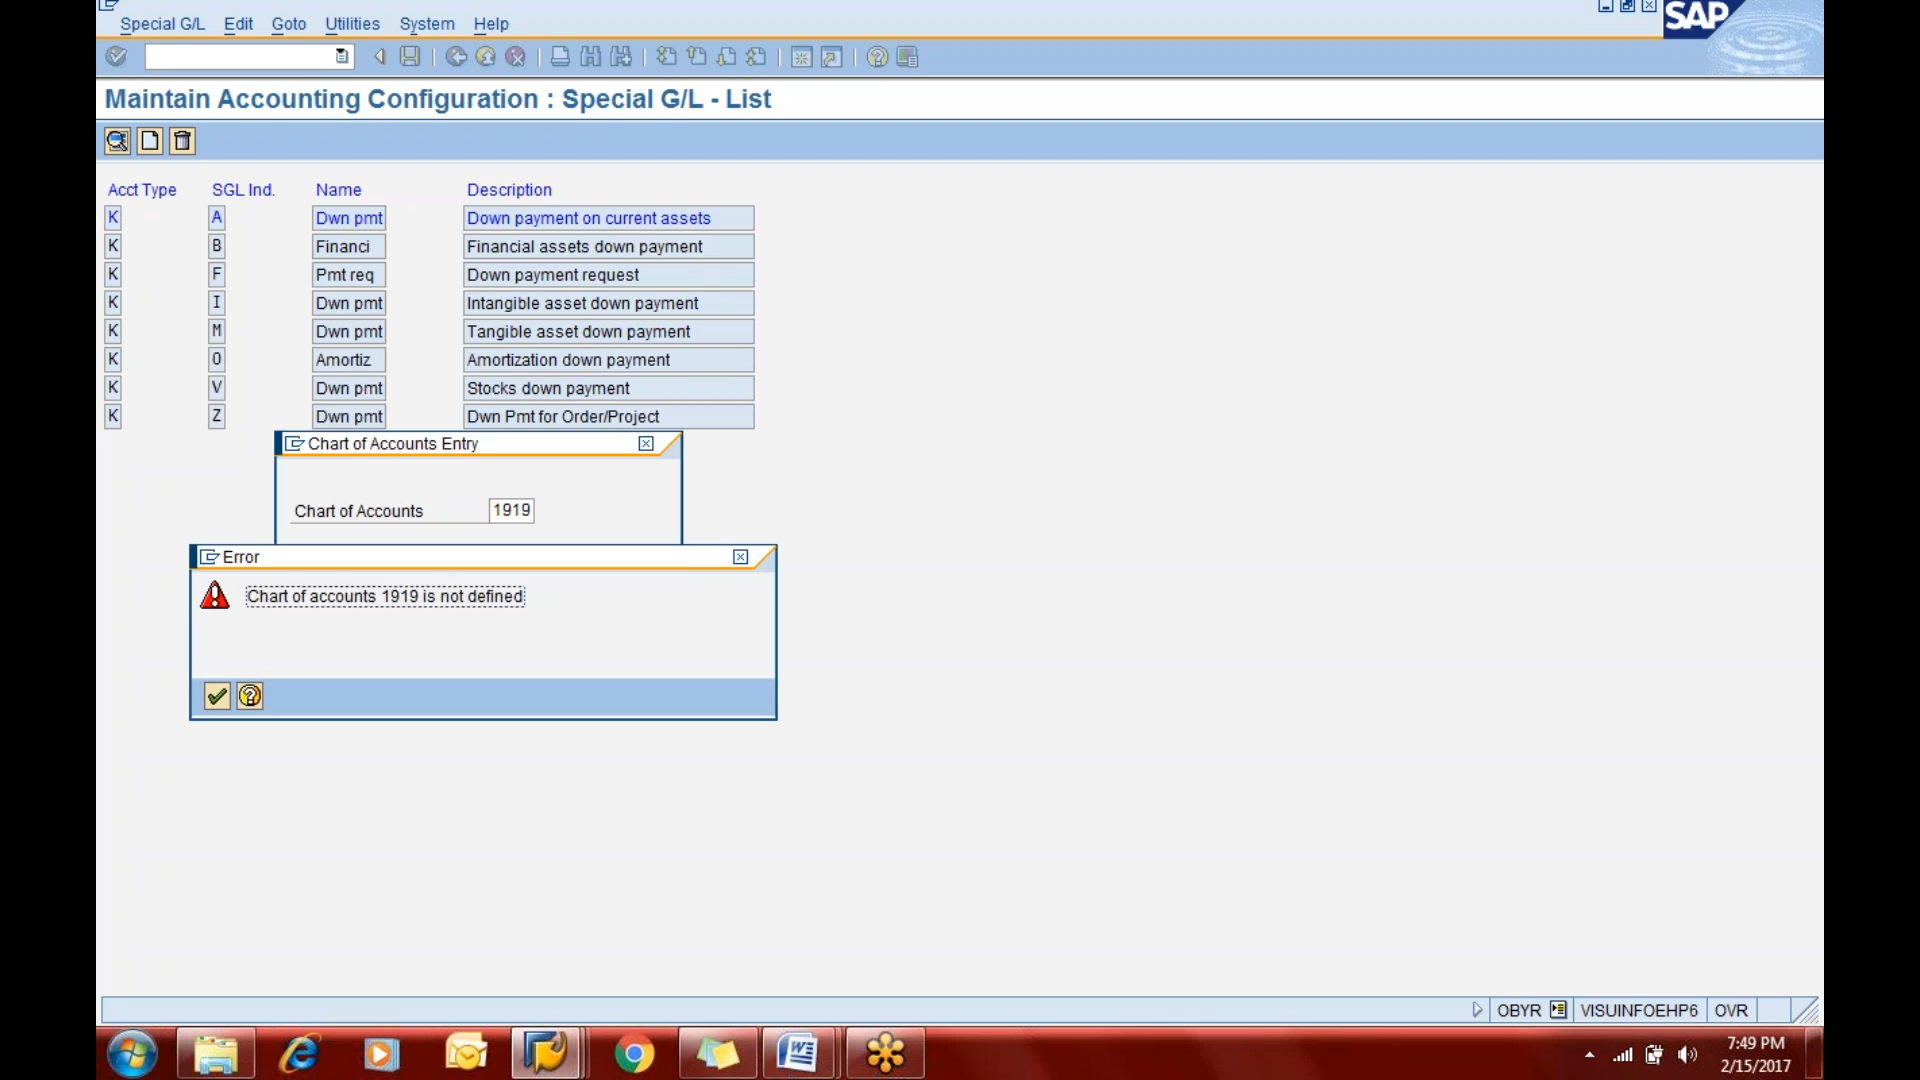 Special G/L Edit Goto Utilities System Help
SAP
Maintain Accounting Configuration : Special G/L - List
Acct Type SGL Ind. Name Description
K A Dwn pmt Down payment on current assets
K B Financi Financial assets down payment
K F Pmt req Down payment request
K I Dwn pmt Intangible asset down payment
K M Dwn pmt Tangible asset down payment
K O Amortiz Amortization down payment
K V Dwn pmt Stocks down payment
K Z Dwn pmt Dwn Pmt for Order/Project
Chart of Accounts Entry
Chart of Accounts 1919
Error
Chart of accounts 1919 is not defined
OBYR VISUINFOEHP6 OVR
7:49 PM
2/15/2017